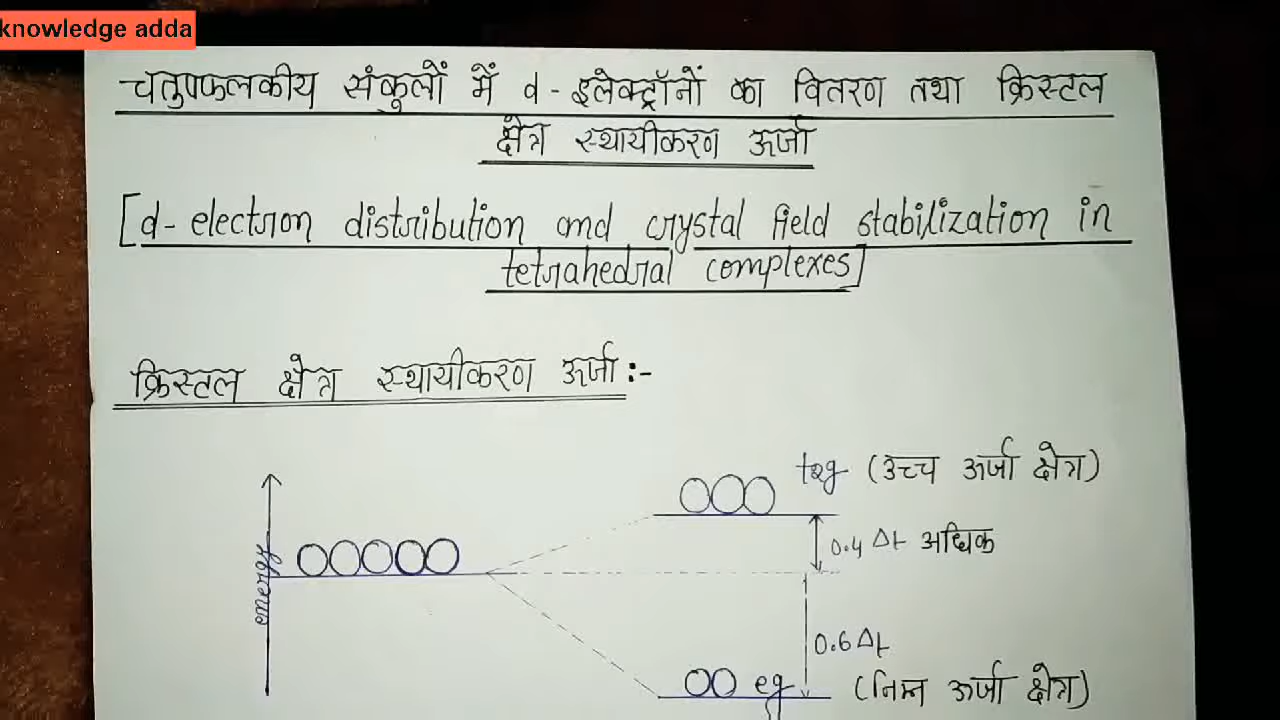 knowledge adda
चतुष्फलकीय संकुलों में d - इलेक्ट्रॉनों का वितरण तथा क्रिस्टल
क्षेत्र स्थायीकरण ऊर्जा
[d - electron distribution and crystal field stabilization in
tetrahedral complexes]
क्रिस्टल क्षेत्र स्थायीकरण ऊर्जा :-
t2g (उच्च ऊर्जा क्षेत्र)
0.4 Δt अधिक
energy
0.6 Δt
eg (निम्न ऊर्जा क्षेत्र)